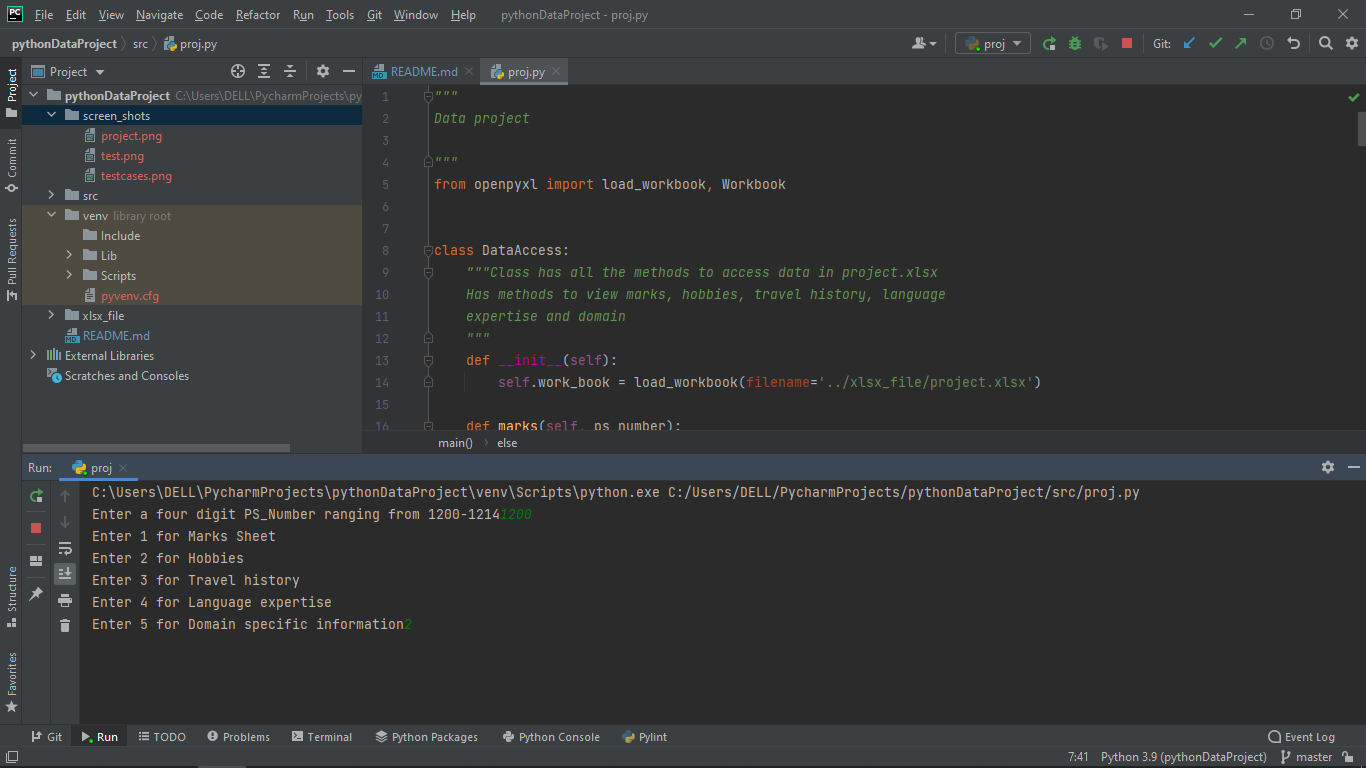 PC File Edit View Navigate Code Refactor Run Tools Git Window Help pythonDataProject - proj.py
pythonDataProject src proj.py proj Git:
Project
Commit
Pull Requests
Structure
Favorites
Project
pythonDataProject C:\Users\DELL\PycharmProjects\py
screen_shots
project.png
test.png
testcases.png
src
venv library root
Include
Lib
Scripts
pyvenv.cfg
xlsx_file
README.md
External Libraries
Scratches and Consoles
README.md proj.py
1 """
2 Data project
3
4 """
5 from openpyxl import load_workbook, Workbook
6
7
8 class DataAccess:
9 """Class has all the methods to access data in project.xlsx
10 Has methods to view marks, hobbies, travel history, language
11 expertise and domain
12 """
13 def __init__(self):
14 self.work_book = load_workbook(filename='../xlsx_file/project.xlsx')
15
16 def marks(self, ps_number):
main() else
Run: proj
C:\Users\DELL\PycharmProjects\pythonDataProject\venv\Scripts\python.exe C:/Users/DELL/PycharmProjects/pythonDataProject/src/proj.py
Enter a four digit PS_Number ranging from 1200-12141200
Enter 1 for Marks Sheet
Enter 2 for Hobbies
Enter 3 for Travel history
Enter 4 for Language expertise
Enter 5 for Domain specific information2
Git Run TODO Problems Terminal Python Packages Python Console Pylint Event Log
7:41 Python 3.9 (pythonDataProject) master